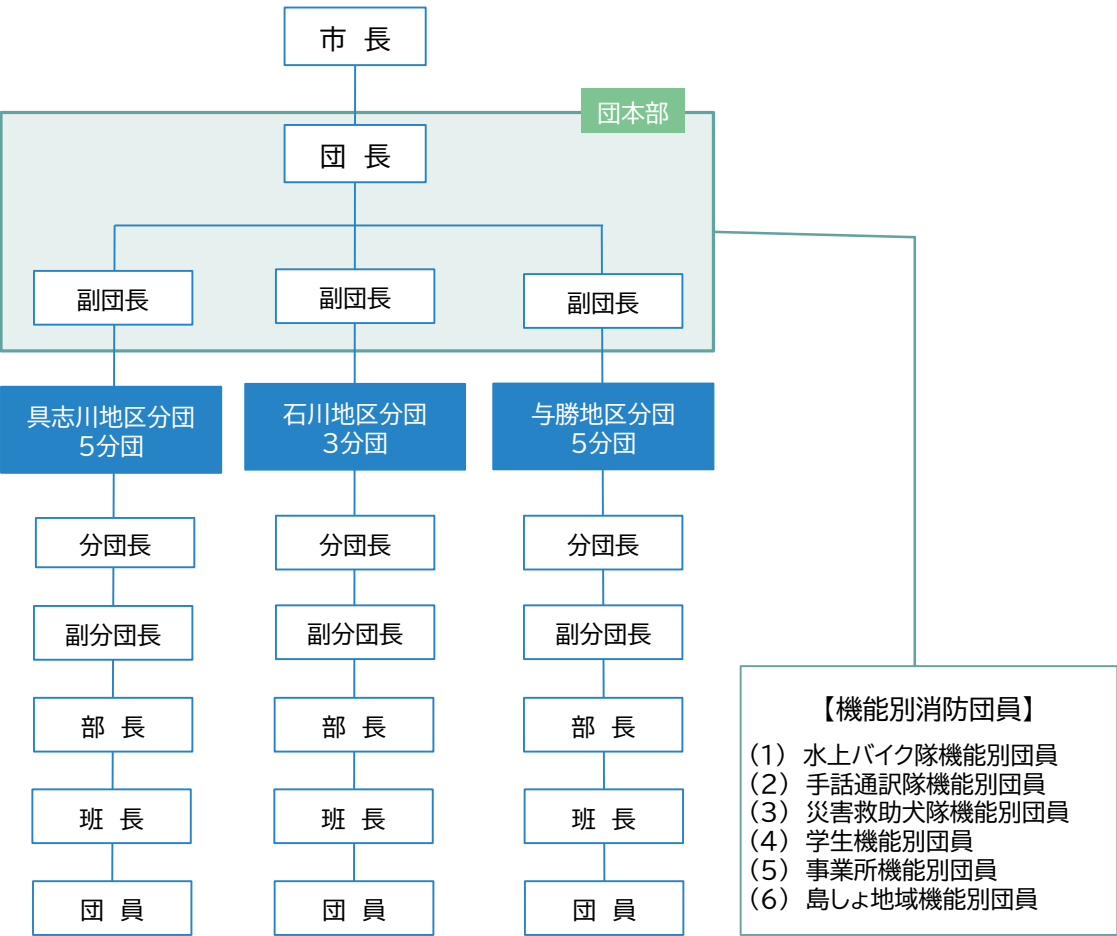 市 長
団本部
団 長
副団長
副団長
副団長
具志川地区分団
5分団
石川地区分団
3分団
与勝地区分団
5分団
分団長
分団長
分団長
副分団長
副分団長
副分団長
部 長
部 長
部 長
班 長
班 長
班 長
団 員
団 員
団 員
【機能別消防団員】
(1) 水上バイク隊機能別団員
(2) 手話通訳隊機能別団員
(3) 災害救助犬隊機能別団員
(4) 学生機能別団員
(5) 事業所機能別団員
(6) 島しょ地域機能別団員